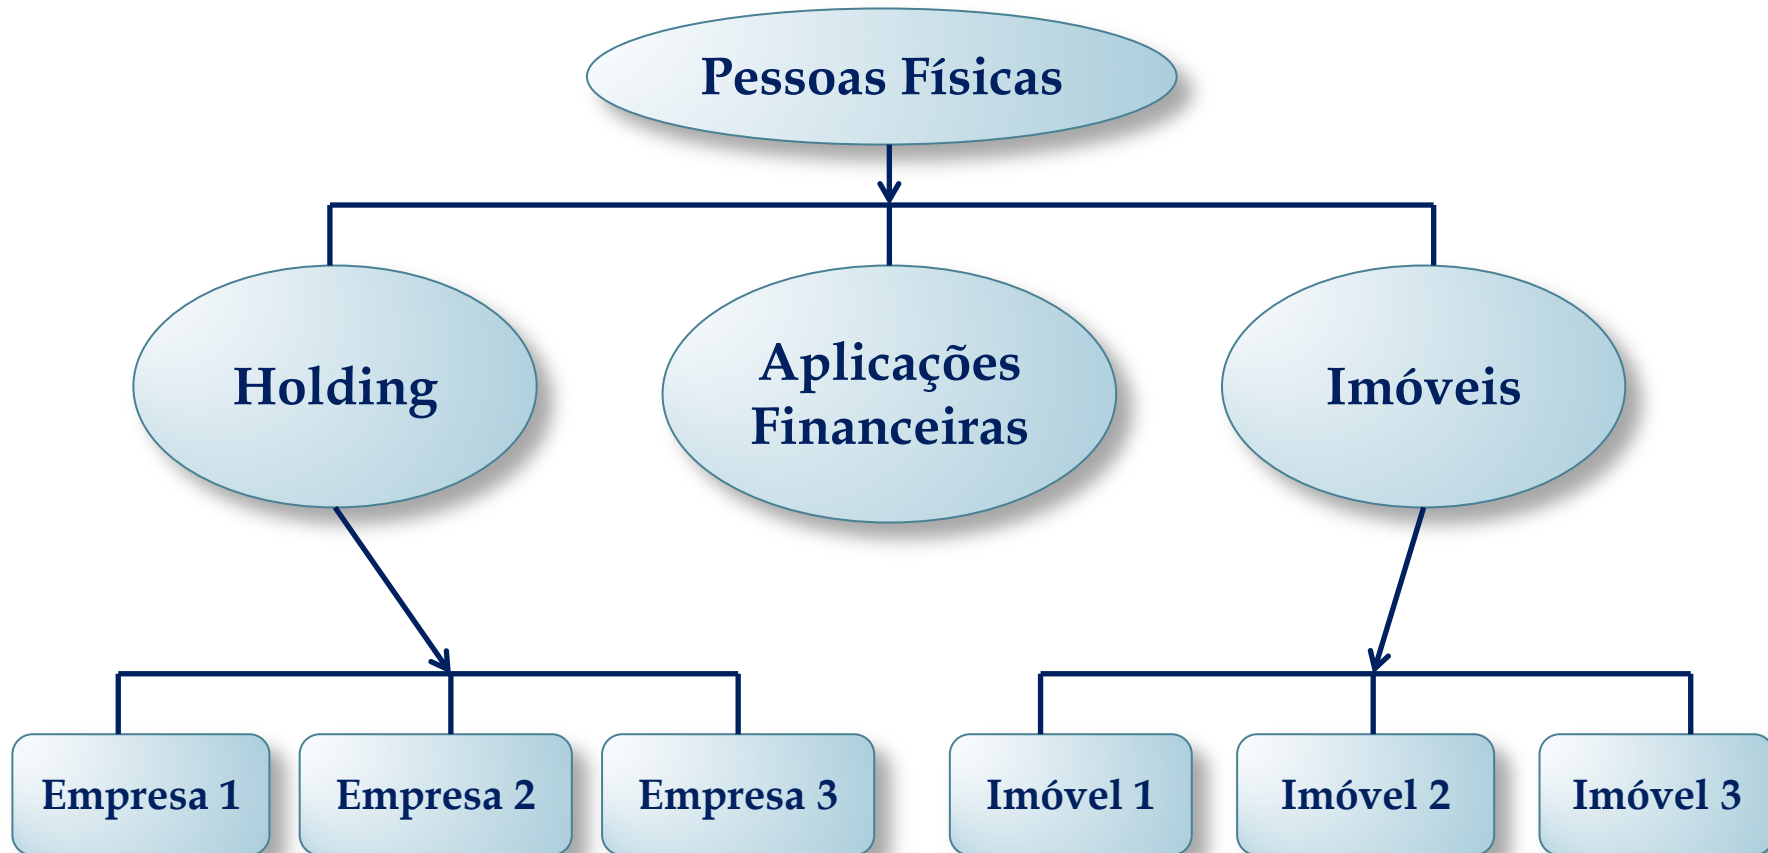 Pessoas Físicas
Holding
Aplicações
Financeiras
Imóveis
Empresa 1
Empresa 2
Empresa 3
Imóvel 1
Imóvel 2
Imóvel 3